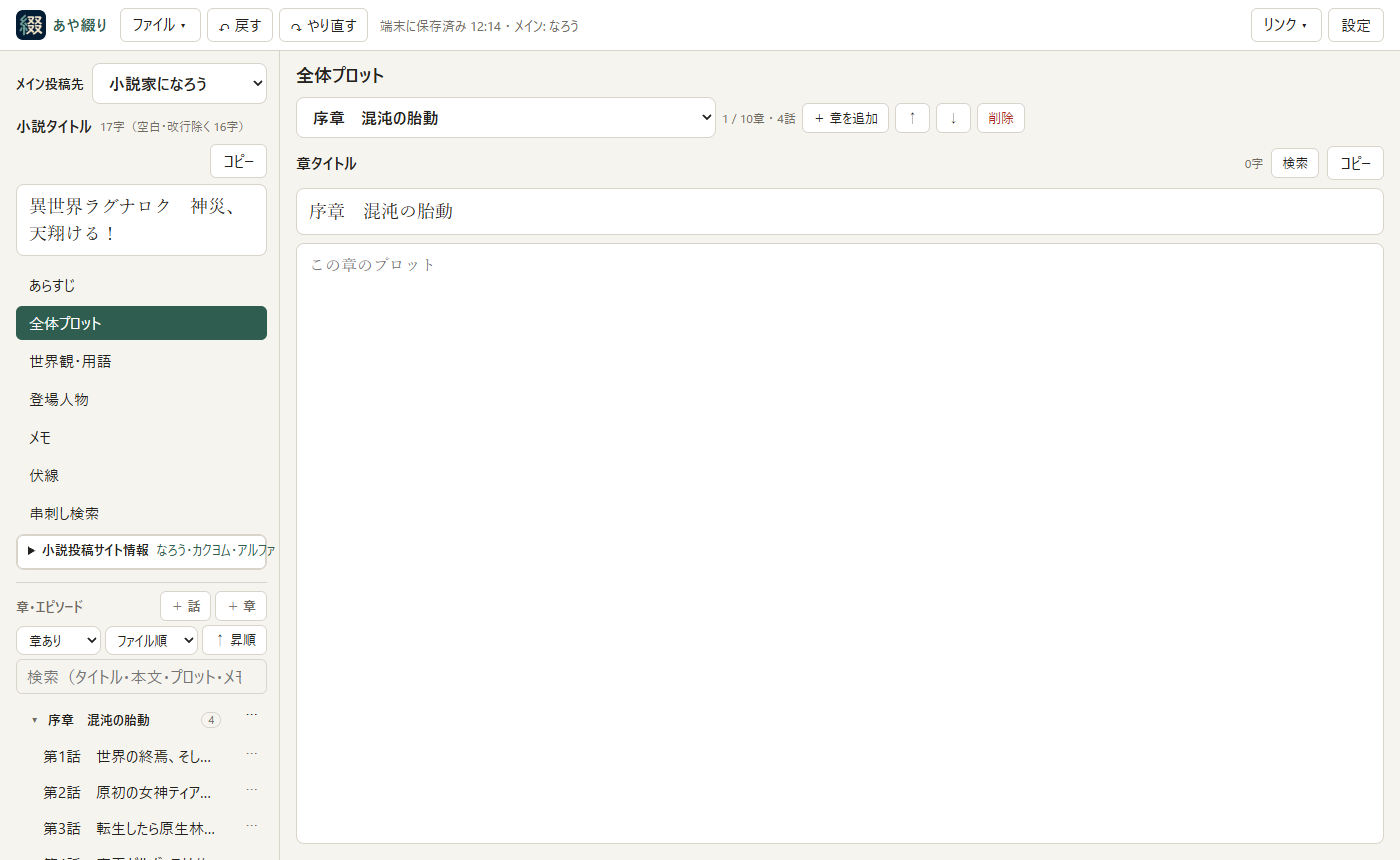 綴 あや綴り ファイル ▾ ↶ 戻す ↷ やり直す 端末に保存済み 12:14・メイン: なろう リンク ▾ 設定
メイン投稿先 小説家になろう
小説タイトル 17字（空白・改行除く 16字）
コピー
異世界ラグナロク　神災、
天翔ける！
あらすじ
全体プロット
世界観・用語
登場人物
メモ
伏線
串刺し検索
▶ 小説投稿サイト情報 なろう・カクヨム・アルファ
章・エピソード ＋ 話 ＋ 章
章あり ファイル順 ↑ 昇順
検索（タイトル・本文・プロット・メモ
▾ 序章　混沌の胎動 4 …
第1話　世界の終焉、そし... …
第2話　原初の女神ティア... …
第3話　転生したら原生林... …
全体プロット
序章　混沌の胎動 1 / 10章・4話 ＋ 章を追加 ↑ ↓ 削除
章タイトル 0字 検索 コピー
序章　混沌の胎動
この章のプロット